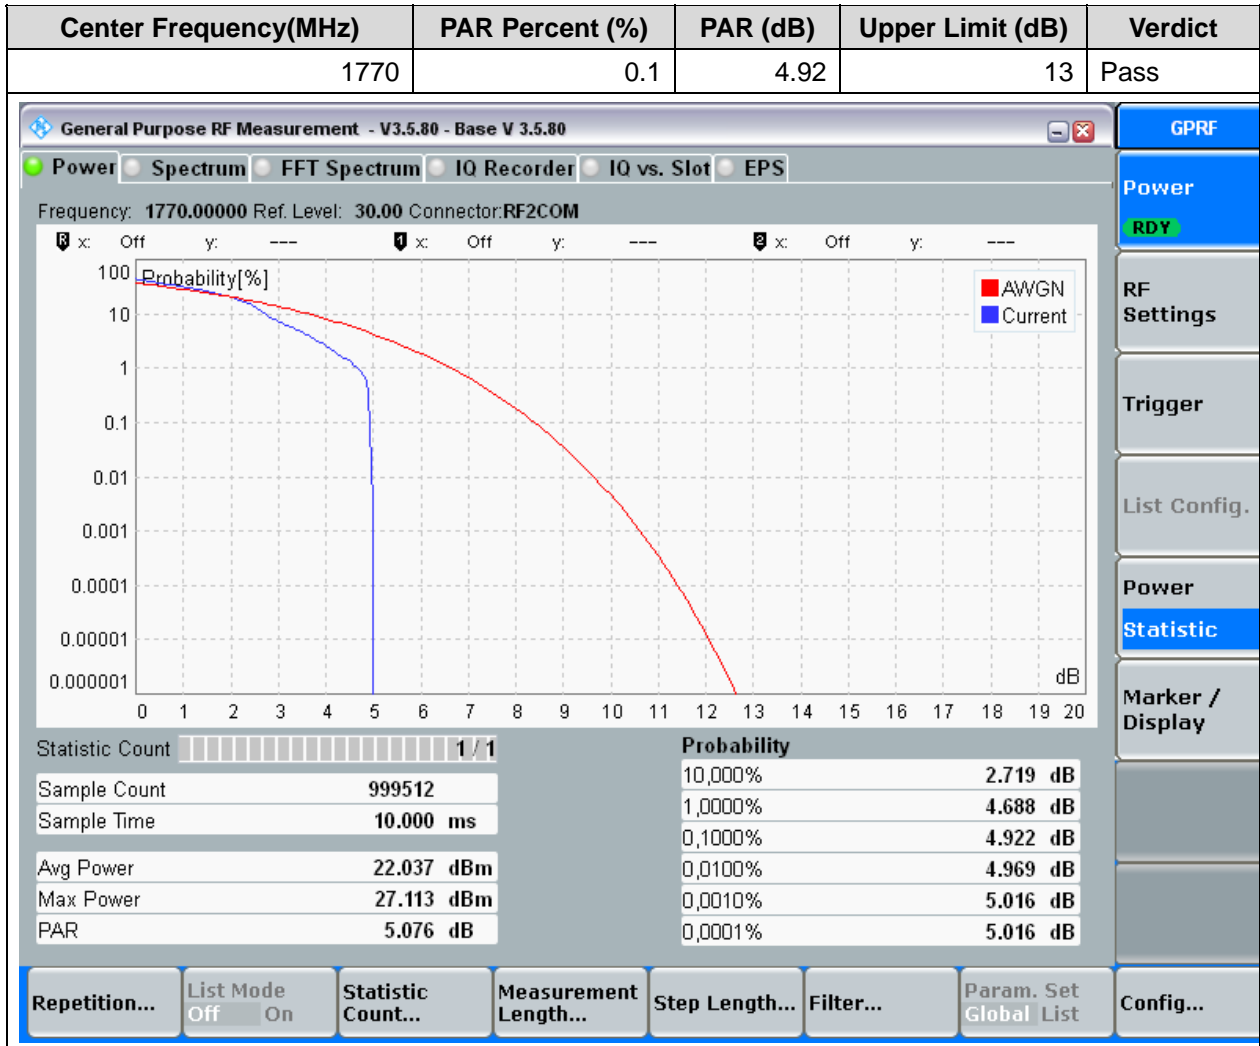 Center Frequency(MHz) PAR Percent (%) PAR (dB) Upper Limit (dB) Verdict
1770 0.1 4.92 13 Pass
General Purpose RF Measurement - V3.5.80 - Base V 3.5.80
GPRF
Power Spectrum FFT Spectrum IQ Recorder IQ vs. Slot EPS
Power
RDY
Frequency: 1770.00000 Ref. Level: 30.00 Connector:RF2COM
R x: Off y: --- 1 x: Off y: --- 2 x: Off y: ---
Probability[%]
100
10
1
0.1
0.01
0.001
0.0001
0.00001
0.000001
AWGN
Current
dB
0 1 2 3 4 5 6 7 8 9 10 11 12 13 14 15 16 17 18 19 20
RF
Settings
Trigger
List Config.
Power
Statistic
Marker /
Display
Statistic Count 1 / 1
Sample Count 999512
Sample Time 10.000 ms
Avg Power 22.037 dBm
Max Power 27.113 dBm
PAR 5.076 dB
Probability
10,000% 2.719 dB
1,0000% 4.688 dB
0,1000% 4.922 dB
0,0100% 4.969 dB
0,0010% 5.016 dB
0,0001% 5.016 dB
Repetition...
List Mode
Off On
Statistic
Count...
Measurement
Length...
Step Length...
Filter...
Param. Set
Global List
Config...